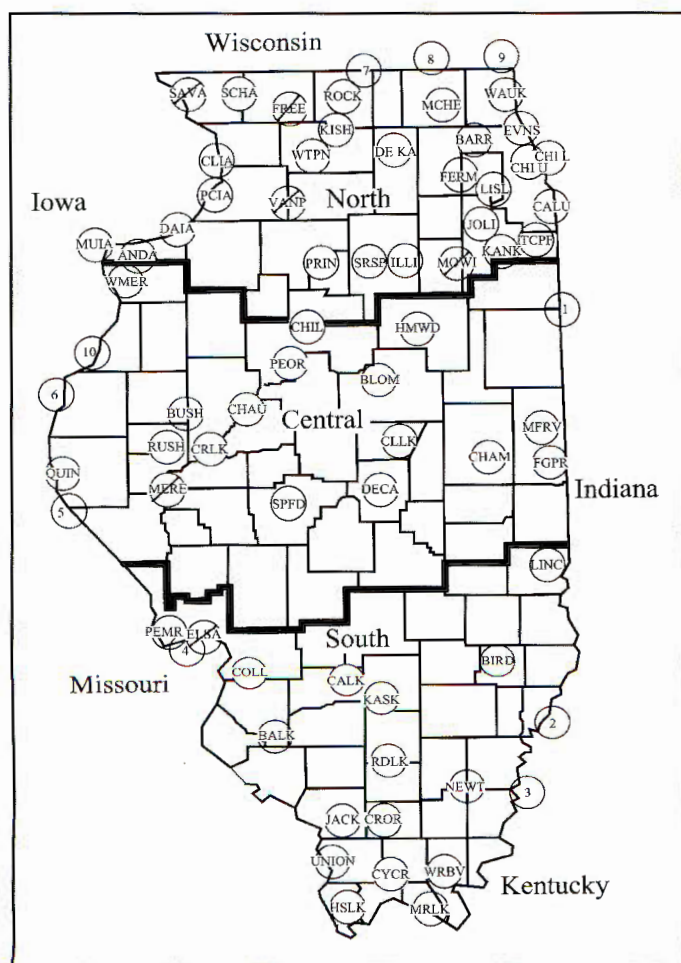 Wisconsin
7
8
9
SAVA
SCHA
FREE
ROCK
MCHE
WAUK
KISH
BARR
EVNS
CLIA
WTPN
DE KA
FERM
CHI U
CHI L
LISL
PCIA
VANP
North
Iowa
JOLI
CALU
DAIA
MUIA
ANDA
ITCPF
KANK
WMER
PRIN
SRSP
ILLI
MOWI
1
CHIL
HMWD
10
PEOR
BLOM
6
BUSH
CHAU
Central
MFRV
RUSH
CRLK
CLLK
CHAM
FGPR
QUIN
MERE
SPFD
DECA
Indiana
5
LINC
PEMR
ELSA
4
South
BIRD
Missouri
COLL
CALK
KASK
2
BALK
RDLK
NEWT
3
JACK
CROR
UNION
CYCR
WRBV
Kentucky
HSLK
MRLK